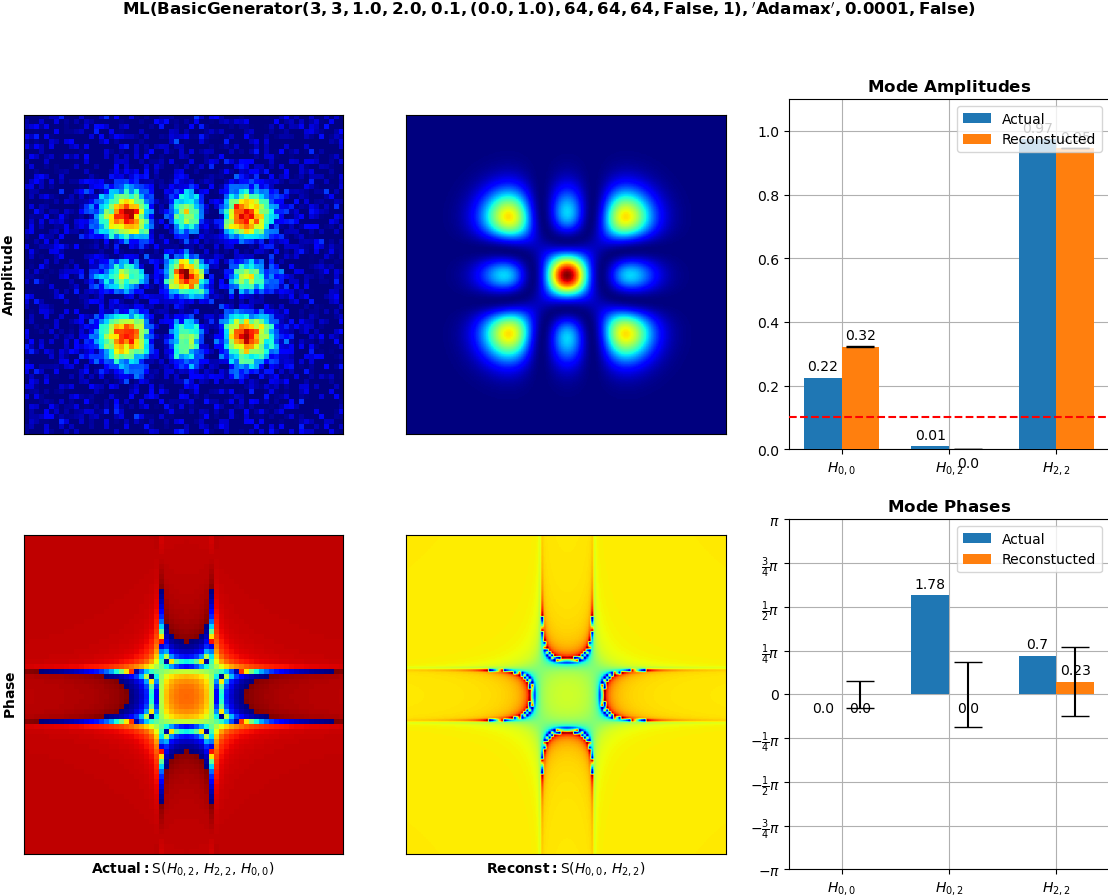 ML(BasicGenerator(3, 3, 1.0, 2.0, 0.1, (0.0, 1.0), 64, 64, 64, False, 1), ′Adamax′, 0.0001, False)
Amplitude
Mode Amplitudes
Actual
Reconstucted
1.0
0.8
0.6
0.4
0.2
0.0
0.22
0.32
0.01
0.0
0.97
0.95
H0,0
H0,2
H2,2
Phase
Actual: S(H0,2, H2,2, H0,0)
Reconst: S(H0,0, H2,2)
Mode Phases
Actual
Reconstucted
π
3/4π
1/2π
1/4π
0
−1/4π
−1/2π
−3/4π
−π
0.0
0.0
1.78
0.0
0.7
0.23
H0,0
H0,2
H2,2